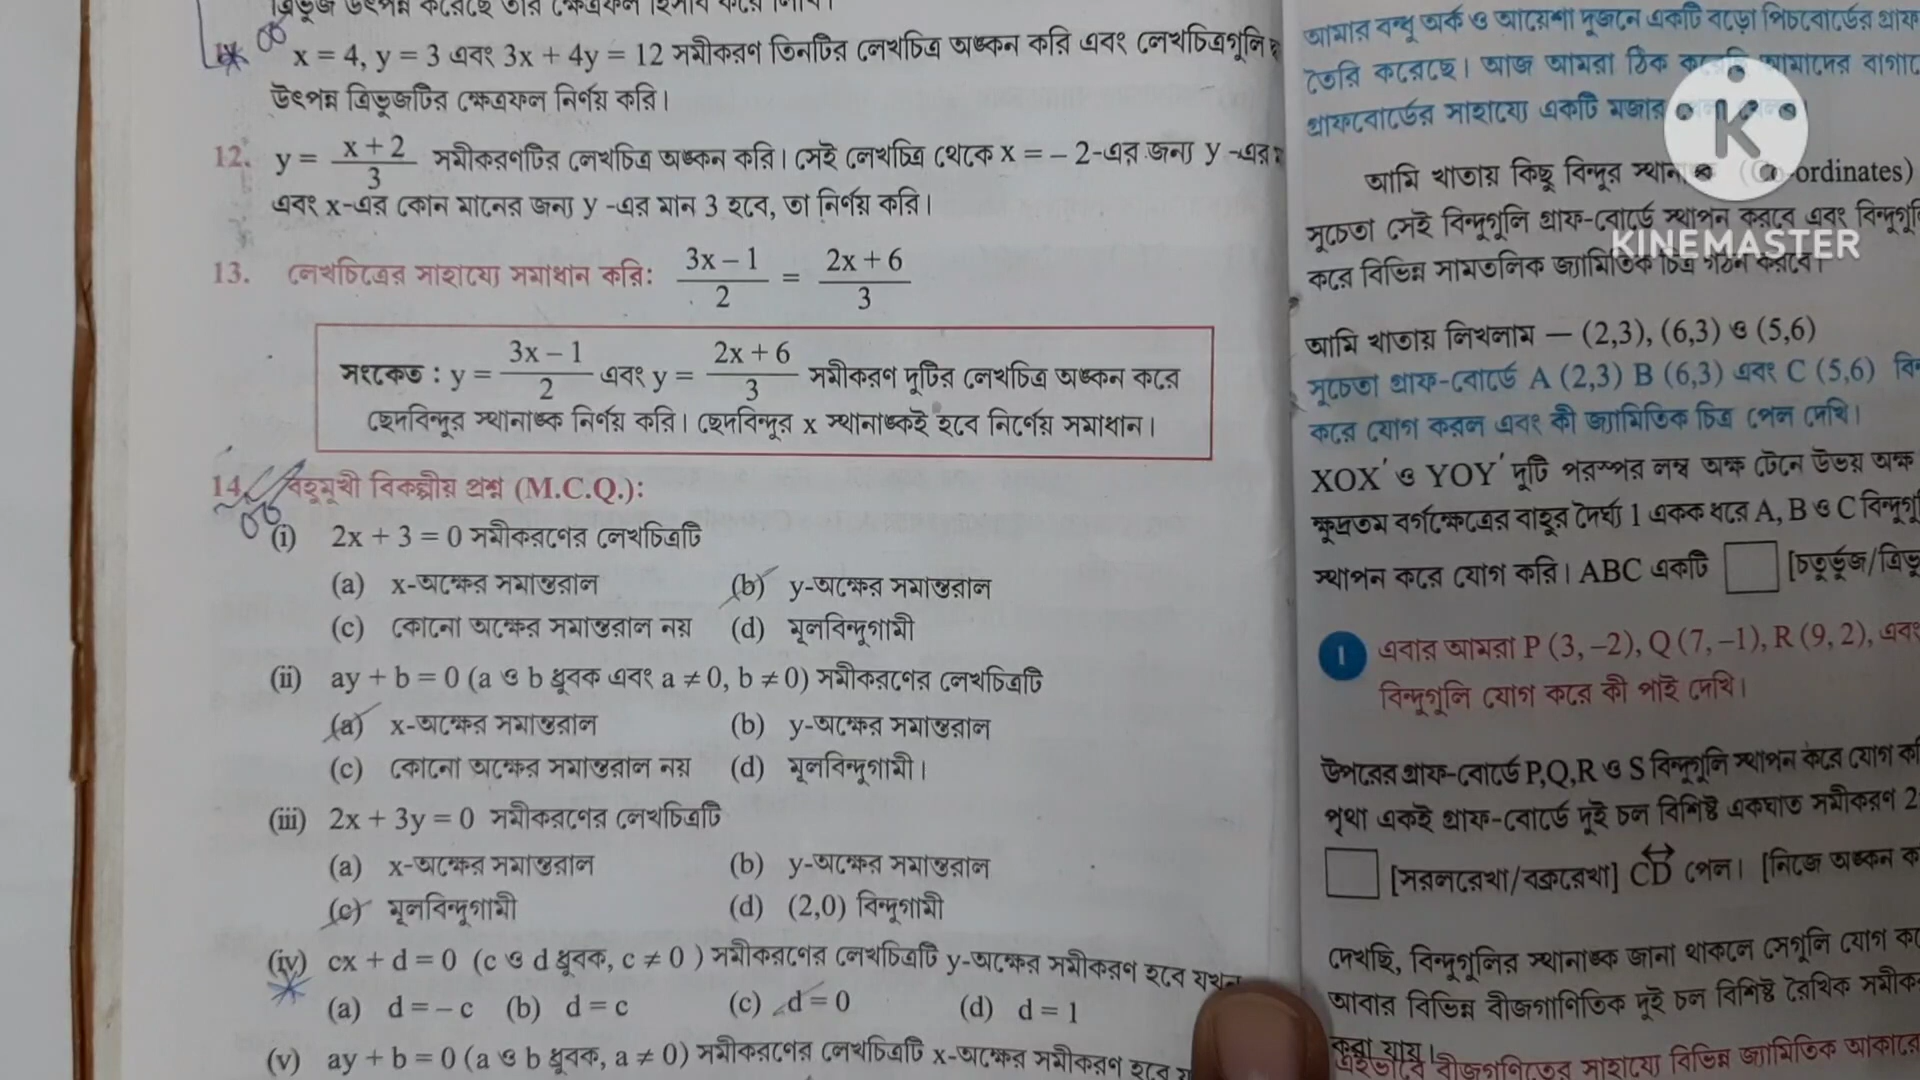 ত্রিভুজ উৎপন্ন করেছে তার ক্ষেত্রফল হিসাব করে লিখি।
x = 4, y = 3 এবং 3x + 4y = 12 সমীকরণ তিনটির লেখচিত্র অঙ্কন করি এবং লেখচিত্রগুলি
উৎপন্ন ত্রিভুজটির ক্ষেত্রফল নির্ণয় করি।
12. y = (x + 2)/3 সমীকরণটির লেখচিত্র অঙ্কন করি। সেই লেখচিত্র থেকে x = – 2-এর জন্য y -এর
এবং x-এর কোন মানের জন্য y -এর মান 3 হবে, তা নির্ণয় করি।
13. লেখচিত্রের সাহায্যে সমাধান করি: (3x – 1)/2 = (2x + 6)/3
সংকেত : y = (3x – 1)/2 এবং y = (2x + 6)/3 সমীকরণ দুটির লেখচিত্র অঙ্কন করে
ছেদবিন্দুর স্থানাঙ্ক নির্ণয় করি। ছেদবিন্দুর x স্থানাঙ্কই হবে নির্ণেয় সমাধান।
14. বহুমুখী বিকল্পীয় প্রশ্ন (M.C.Q.):
(i) 2x + 3 = 0 সমীকরণের লেখচিত্রটি
(a) x-অক্ষের সমান্তরাল (b) y-অক্ষের সমান্তরাল
(c) কোনো অক্ষের সমান্তরাল নয় (d) মূলবিন্দুগামী
(ii) ay + b = 0 (a ও b ধ্রুবক এবং a ≠ 0, b ≠ 0) সমীকরণের লেখচিত্রটি
(a) x-অক্ষের সমান্তরাল (b) y-অক্ষের সমান্তরাল
(c) কোনো অক্ষের সমান্তরাল নয় (d) মূলবিন্দুগামী।
(iii) 2x + 3y = 0 সমীকরণের লেখচিত্রটি
(a) x-অক্ষের সমান্তরাল (b) y-অক্ষের সমান্তরাল
(c) মূলবিন্দুগামী (d) (2,0) বিন্দুগামী
(iv) cx + d = 0 (c ও d ধ্রুবক, c ≠ 0 ) সমীকরণের লেখচিত্রটি y-অক্ষের সমীকরণ হবে যখন
(a) d = – c (b) d = c (c) d = 0 (d) d = 1
(v) ay + b = 0 (a ও b ধ্রুবক, a ≠ 0) সমীকরণের লেখচিত্রটি x-অক্ষের সমীকরণ হবে
আমার বন্ধু অর্ক ও আয়েশা দুজনে একটি বড়ো পিচবোর্ডের গ্রাফ
তৈরি করেছে। আজ আমরা ঠিক আমাদের
গ্রাফবোর্ডের সাহায্যে একটি মজার
K
আমি খাতায় কিছু বিন্দুর (Co-ordinates)
সুচেতা সেই বিন্দুগুলি গ্রাফ-বোর্ডে স্থাপন করবে এবং
KINEMASTER
করে বিভিন্ন সামতলিক জ্যামিতিক চিত্র গঠন করবে।
আমি খাতায় লিখলাম — (2,3), (6,3) ও (5,6)
সুচেতা গ্রাফ-বোর্ডে A (2,3) B (6,3) এবং C (5,6)
করে যোগ করল এবং কী জ্যামিতিক চিত্র পেল দেখি।
XOX′ ও YOY′ দুটি পরস্পর লম্ব অক্ষ টেনে উভয় অক্ষ
ক্ষুদ্রতম বর্গক্ষেত্রের বাহুর দৈর্ঘ্য 1 একক ধরে A, B ও C
স্থাপন করে যোগ করি। ABC একটি [চতুর্ভুজ/
1 এবার আমরা P (3, –2), Q (7, –1), R (9, 2), এবং
বিন্দুগুলি যোগ করে কী পাই দেখি।
উপরের গ্রাফ-বোর্ডে P,Q,R ও S বিন্দুগুলি স্থাপন করে যোগ
পৃথা একই গ্রাফ-বোর্ডে দুই চল বিশিষ্ট একঘাত সমীকরণ 2
[সরলরেখা/বক্ররেখা] CD পেল। [নিজে অঙ্কন
দেখছি, বিন্দুগুলির স্থানাঙ্ক জানা থাকলে সেগুলি যোগ
আবার বিভিন্ন বীজগাণিতিক দুই চল বিশিষ্ট রৈখিক
করা যায়।
এইভাবে বীজগণিতের সাহায্যে বিভিন্ন জ্যামিতিক